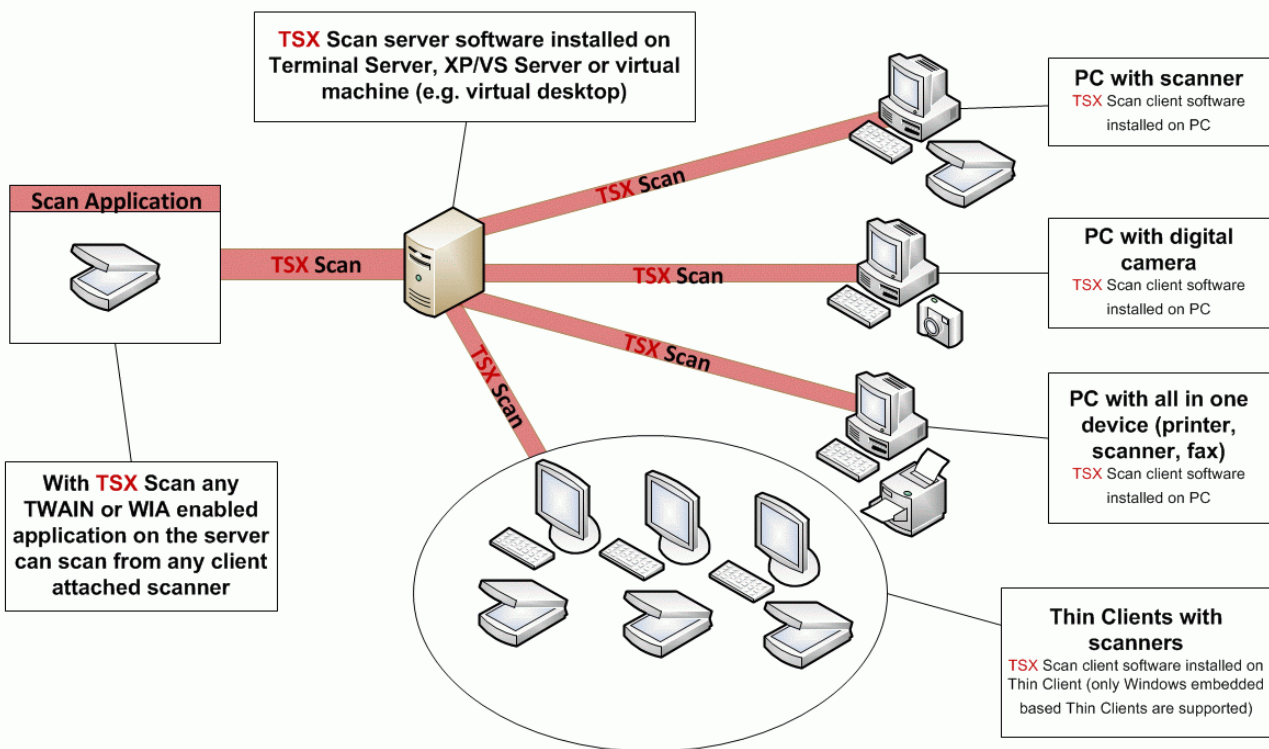 TSX Scan server software installed on
Terminal Server, XP/VS Server or virtual
machine (e.g. virtual desktop)
PC with scanner
TSX Scan client software
installed on PC
Scan Application
TSX Scan
TSX Scan
TSX Scan
TSX Scan
TSX Scan
PC with digital
camera
TSX Scan client software
installed on PC
PC with all in one
device (printer,
scanner, fax)
TSX Scan client software
installed on PC
With TSX Scan any
TWAIN or WIA enabled
application on the server
can scan from any client
attached scanner
Thin Clients with
scanners
TSX Scan client software installed on
Thin Client (only Windows embedded
based Thin Clients are supported)